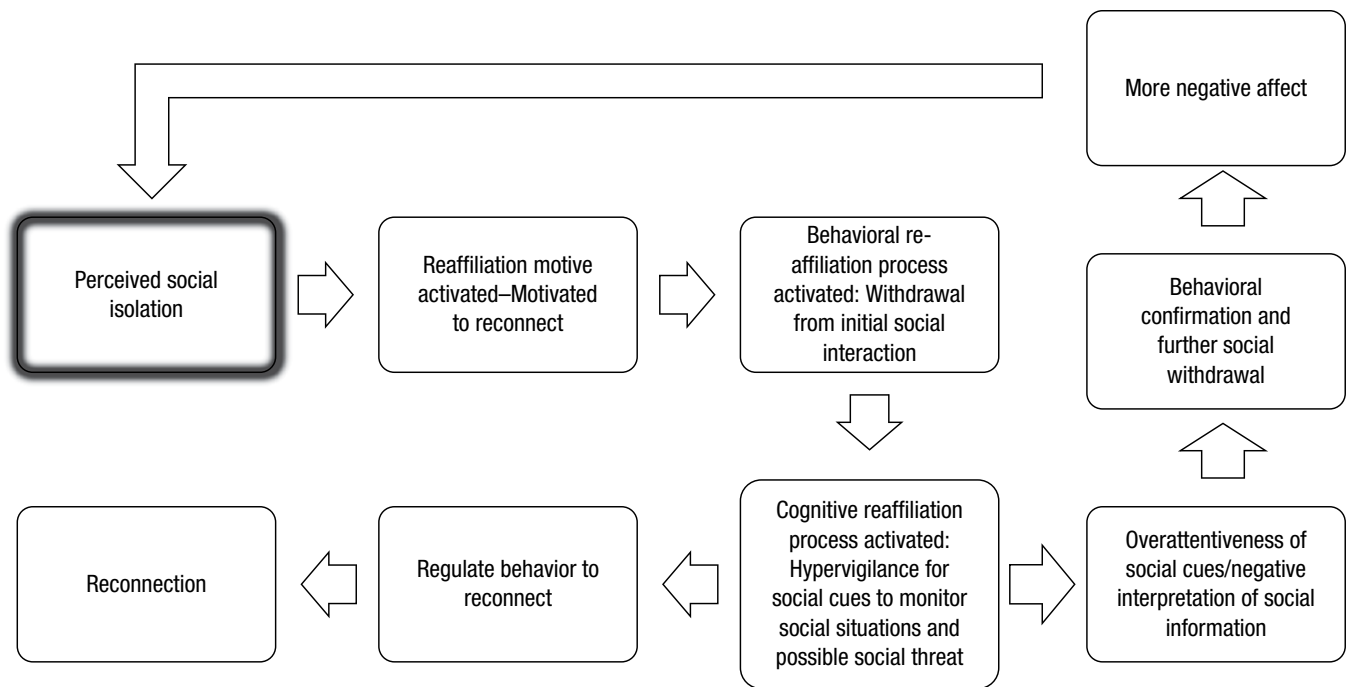 More negative affect
Perceived social
isolation
Reaffiliation motive
activated–Motivated
to reconnect
Behavioral re-
affiliation process
activated: Withdrawal
from initial social
interaction
Behavioral
confirmation and
further social
withdrawal
Reconnection
Regulate behavior to
reconnect
Cognitive reaffiliation
process activated:
Hypervigilance for
social cues to monitor
social situations and
possible social threat
Overattentiveness of
social cues/negative
interpretation of social
information